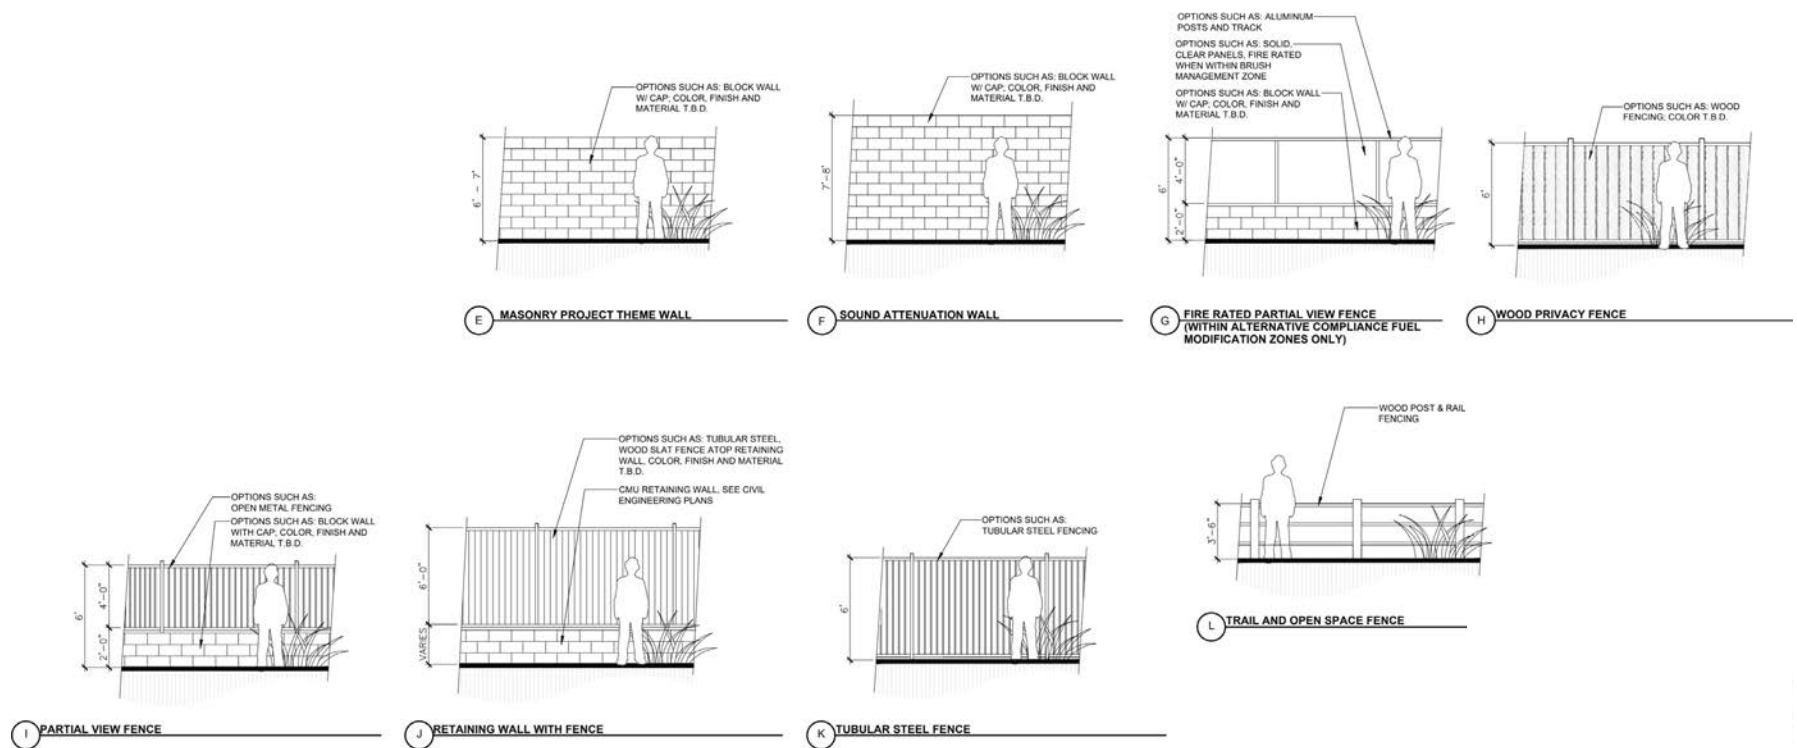 OPTIONS SUCH AS: BLOCK WALL
W/ CAP; COLOR, FINISH AND
MATERIAL T.B.D.
6' - 7'
E
MASONRY PROJECT THEME WALL
OPTIONS SUCH AS: BLOCK WALL
W/ CAP; COLOR, FINISH AND
MATERIAL T.B.D.
7'-8'
F
SOUND ATTENUATION WALL
OPTIONS SUCH AS: ALUMINUM
POSTS AND TRACK
OPTIONS SUCH AS: SOLID,
CLEAR PANELS, FIRE RATED
WHEN WITHIN BRUSH
MANAGEMENT ZONE
OPTIONS SUCH AS: BLOCK WALL
W/ CAP; COLOR, FINISH AND
MATERIAL T.B.D.
6'
4'-0"
2'-0"
G
FIRE RATED PARTIAL VIEW FENCE
(WITHIN ALTERNATIVE COMPLIANCE FUEL
MODIFICATION ZONES ONLY)
OPTIONS SUCH AS: WOOD
FENCING; COLOR T.B.D.
6'
H
WOOD PRIVACY FENCE
OPTIONS SUCH AS:
OPEN METAL FENCING
OPTIONS SUCH AS: BLOCK WALL
WITH CAP; COLOR, FINISH AND
MATERIAL T.B.D.
6'
4'-0"
2'-0"
I
PARTIAL VIEW FENCE
OPTIONS SUCH AS: TUBULAR STEEL,
WOOD SLAT FENCE ATOP RETAINING
WALL, COLOR, FINISH AND MATERIAL
T.B.D.
CMU RETAINING WALL, SEE CIVIL
ENGINEERING PLANS
6'-0"
VARIES
J
RETAINING WALL WITH FENCE
OPTIONS SUCH AS:
TUBULAR STEEL FENCING
6'
K
TUBULAR STEEL FENCE
WOOD POST & RAIL
FENCING
3'-6"
L
TRAIL AND OPEN SPACE FENCE